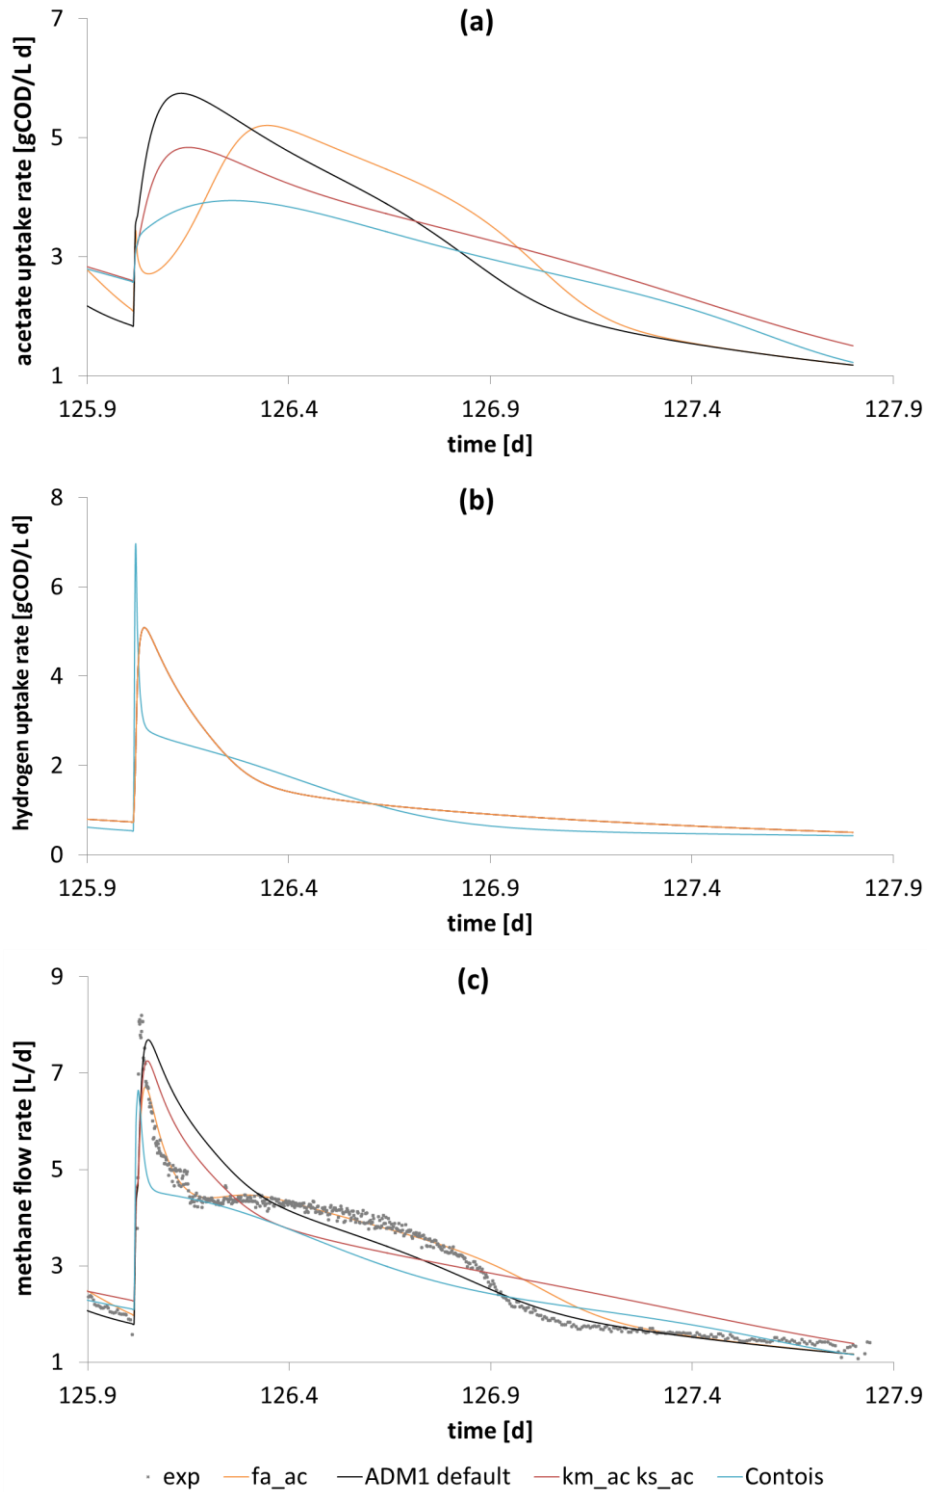 (a)
acetate uptake rate [gCOD/L d]
7
5
3
1
125.9 126.4 126.9 127.4 127.9
time [d]
(b)
hydrogen uptake rate [gCOD/L d]
8
6
4
2
0
125.9 126.4 126.9 127.4 127.9
time [d]
(c)
methane flow rate [L/d]
9
7
5
3
1
125.9 126.4 126.9 127.4 127.9
time [d]
exp fa_ac ADM1 default km_ac ks_ac Contois